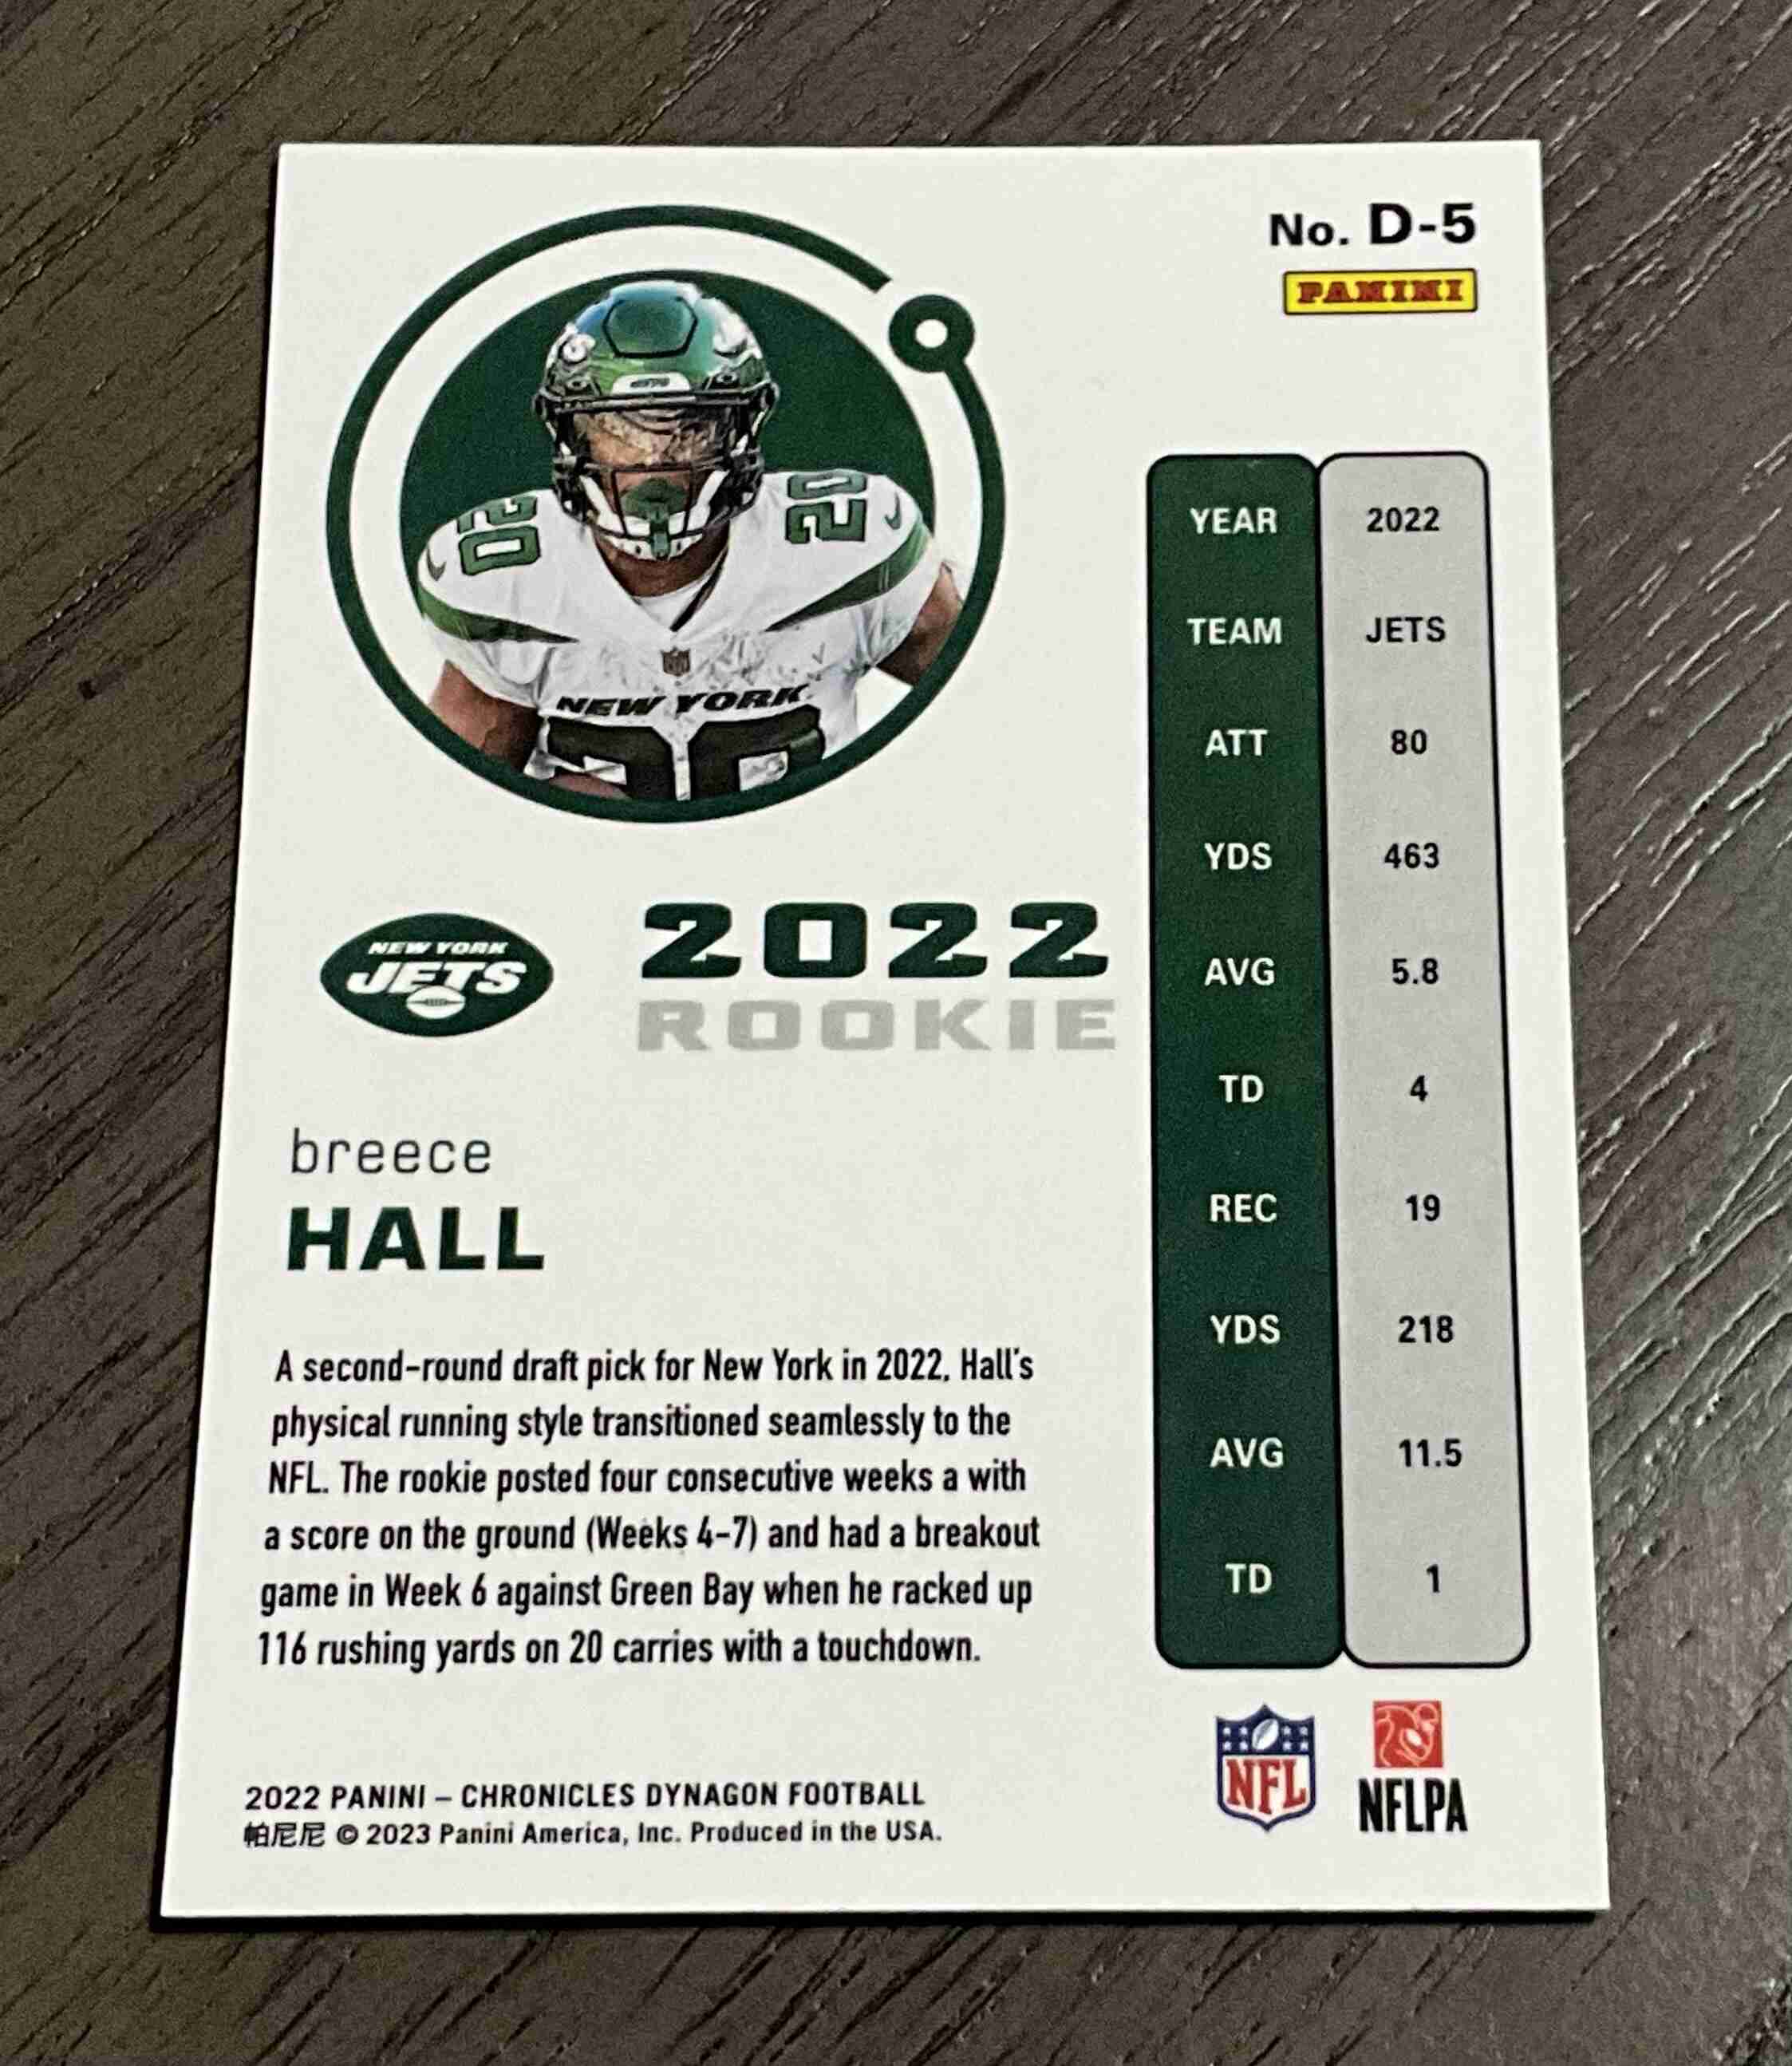 No. D-5
PANINI
20
20
NEW YORK
20
NEW YORK
JETS
2022
ROOKIE
breece
HALL
A second-round draft pick for New York in 2022, Hall's
physical running style transitioned seamlessly to the
NFL. The rookie posted four consecutive weeks a with
a score on the ground (Weeks 4-7) and had a breakout
game in Week 6 against Green Bay when he racked up
116 rushing yards on 20 carries with a touchdown.
YEAR 2022
TEAM JETS
ATT 80
YDS 463
AVG 5.8
TD 4
REC 19
YDS 218
AVG 11.5
TD 1
NFL
NFLPA
2022 PANINI – CHRONICLES DYNAGON FOOTBALL
帕尼尼 © 2023 Panini America, Inc. Produced in the USA.